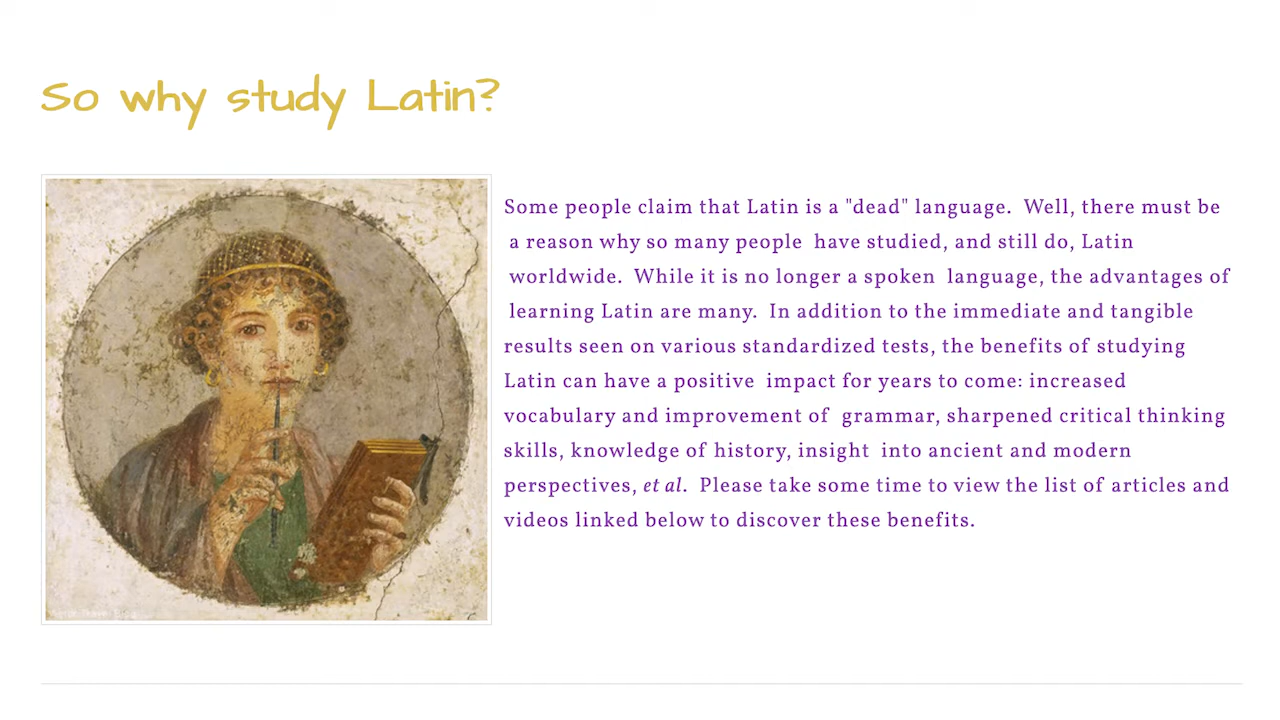 So why study Latin?
Some people claim that Latin is a "dead" language. Well, there must be
a reason why so many people have studied, and still do, Latin
worldwide. While it is no longer a spoken language, the advantages of
learning Latin are many. In addition to the immediate and tangible
results seen on various standardized tests, the benefits of studying
Latin can have a positive impact for years to come: increased
vocabulary and improvement of grammar, sharpened critical thinking
skills, knowledge of history, insight into ancient and modern
perspectives, et al. Please take some time to view the list of articles and
videos linked below to discover these benefits.